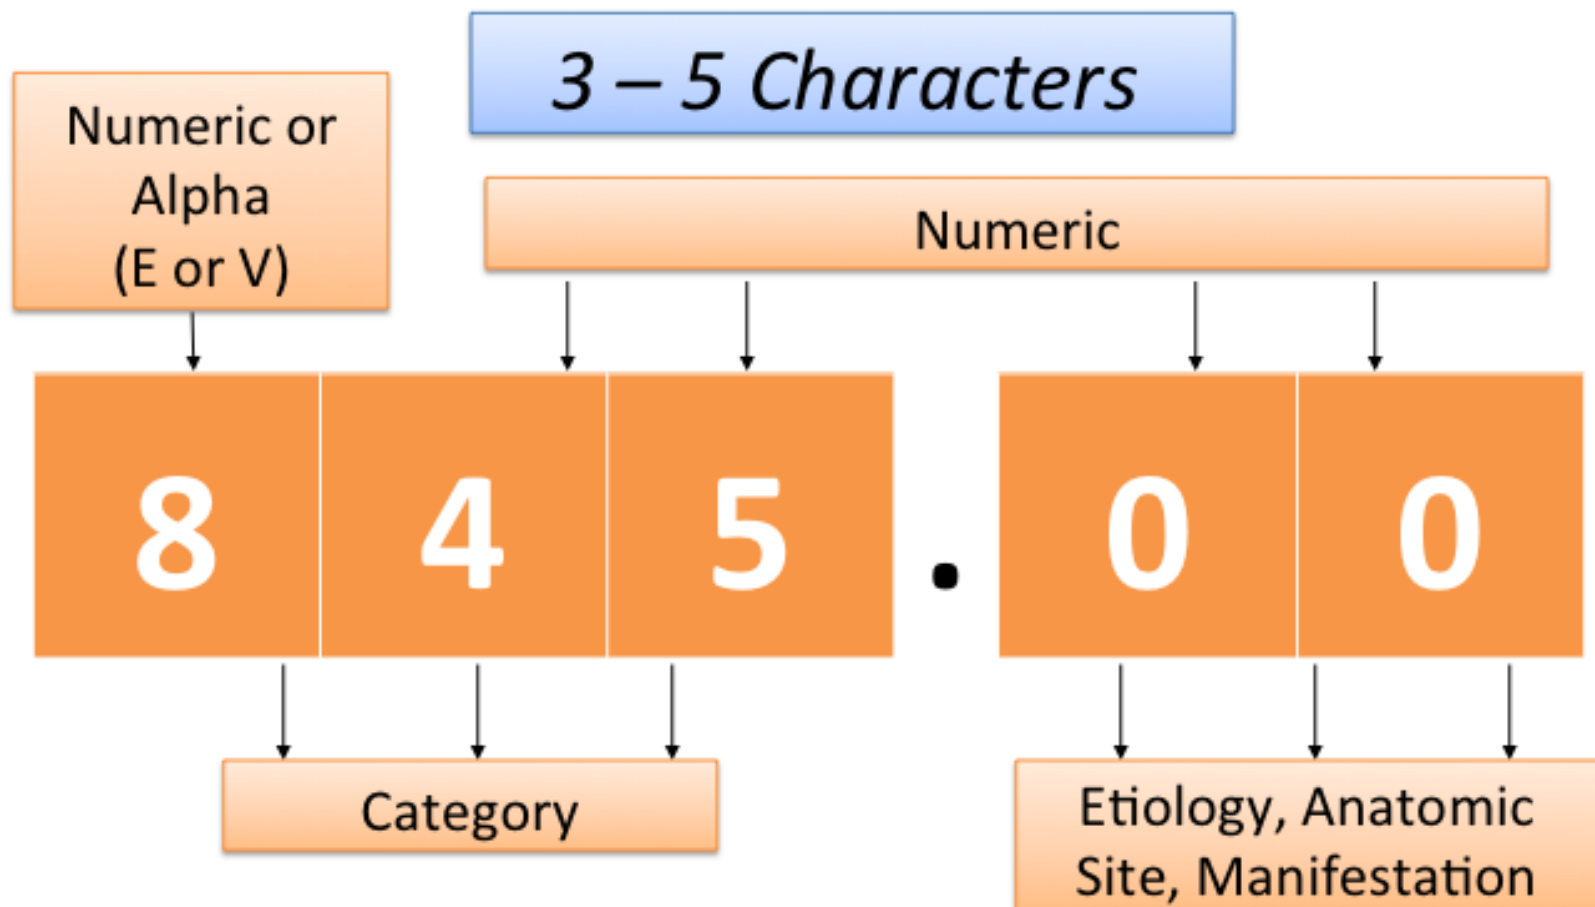 3 – 5 Characters
Numeric or
Alpha
(E or V)
Numeric
8 4 5 . 0 0
Category
Etiology, Anatomic
Site, Manifestation